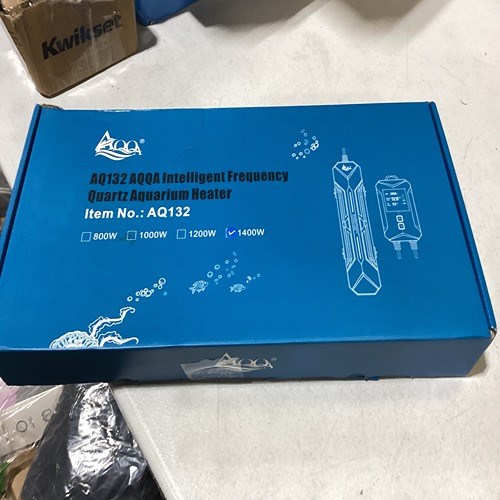 Kwikset
AQQA®
AQ132 AQQA Intelligent Frequency
Quartz Aquarium Heater
Item No.: AQ132
800W 1000W 1200W 1400W
AQQA